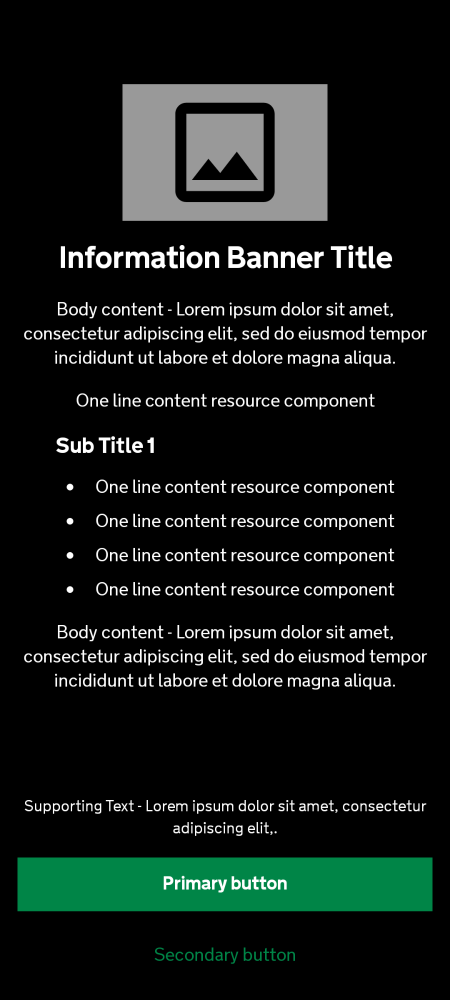 Information Banner Title
Body content - Lorem ipsum dolor sit amet,
consectetur adipiscing elit, sed do eiusmod tempor
incididunt ut labore et dolore magna aliqua.
One line content resource component
Sub Title 1
• One line content resource component
• One line content resource component
• One line content resource component
• One line content resource component
Body content - Lorem ipsum dolor sit amet,
consectetur adipiscing elit, sed do eiusmod tempor
incididunt ut labore et dolore magna aliqua.
Supporting Text - Lorem ipsum dolor sit amet, consectetur
adipiscing elit,.
Primary button
Secondary button